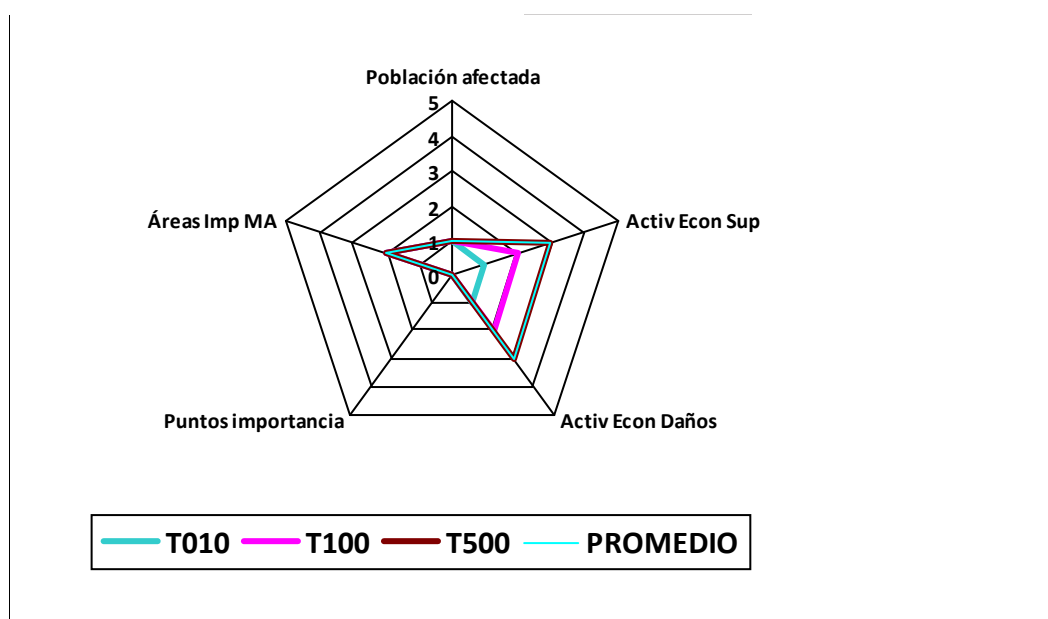 Población afectada
5
4
3
2
1
0
Áreas Imp MA
Activ Econ Sup
Puntos importancia
Activ Econ Daños
T010 T100 T500 PROMEDIO